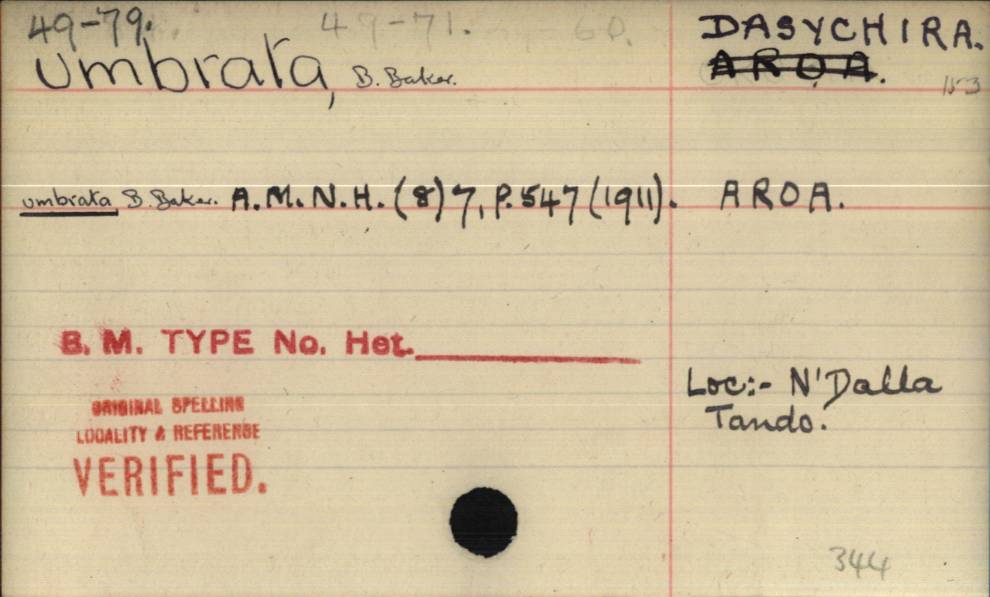 49-79. 49-71. 60. DASYCHIRA.
umbrata, B. Baker. AROA.
153
umbrata B. Baker. A.M.N.H. (8) 7, P. 547 (1911). AROA.
B. M. TYPE No. Het.
Loc:- N'Dalla
Tando.
ORIGINAL SPELLING
LOCALITY & REFERENCE
VERIFIED.
344